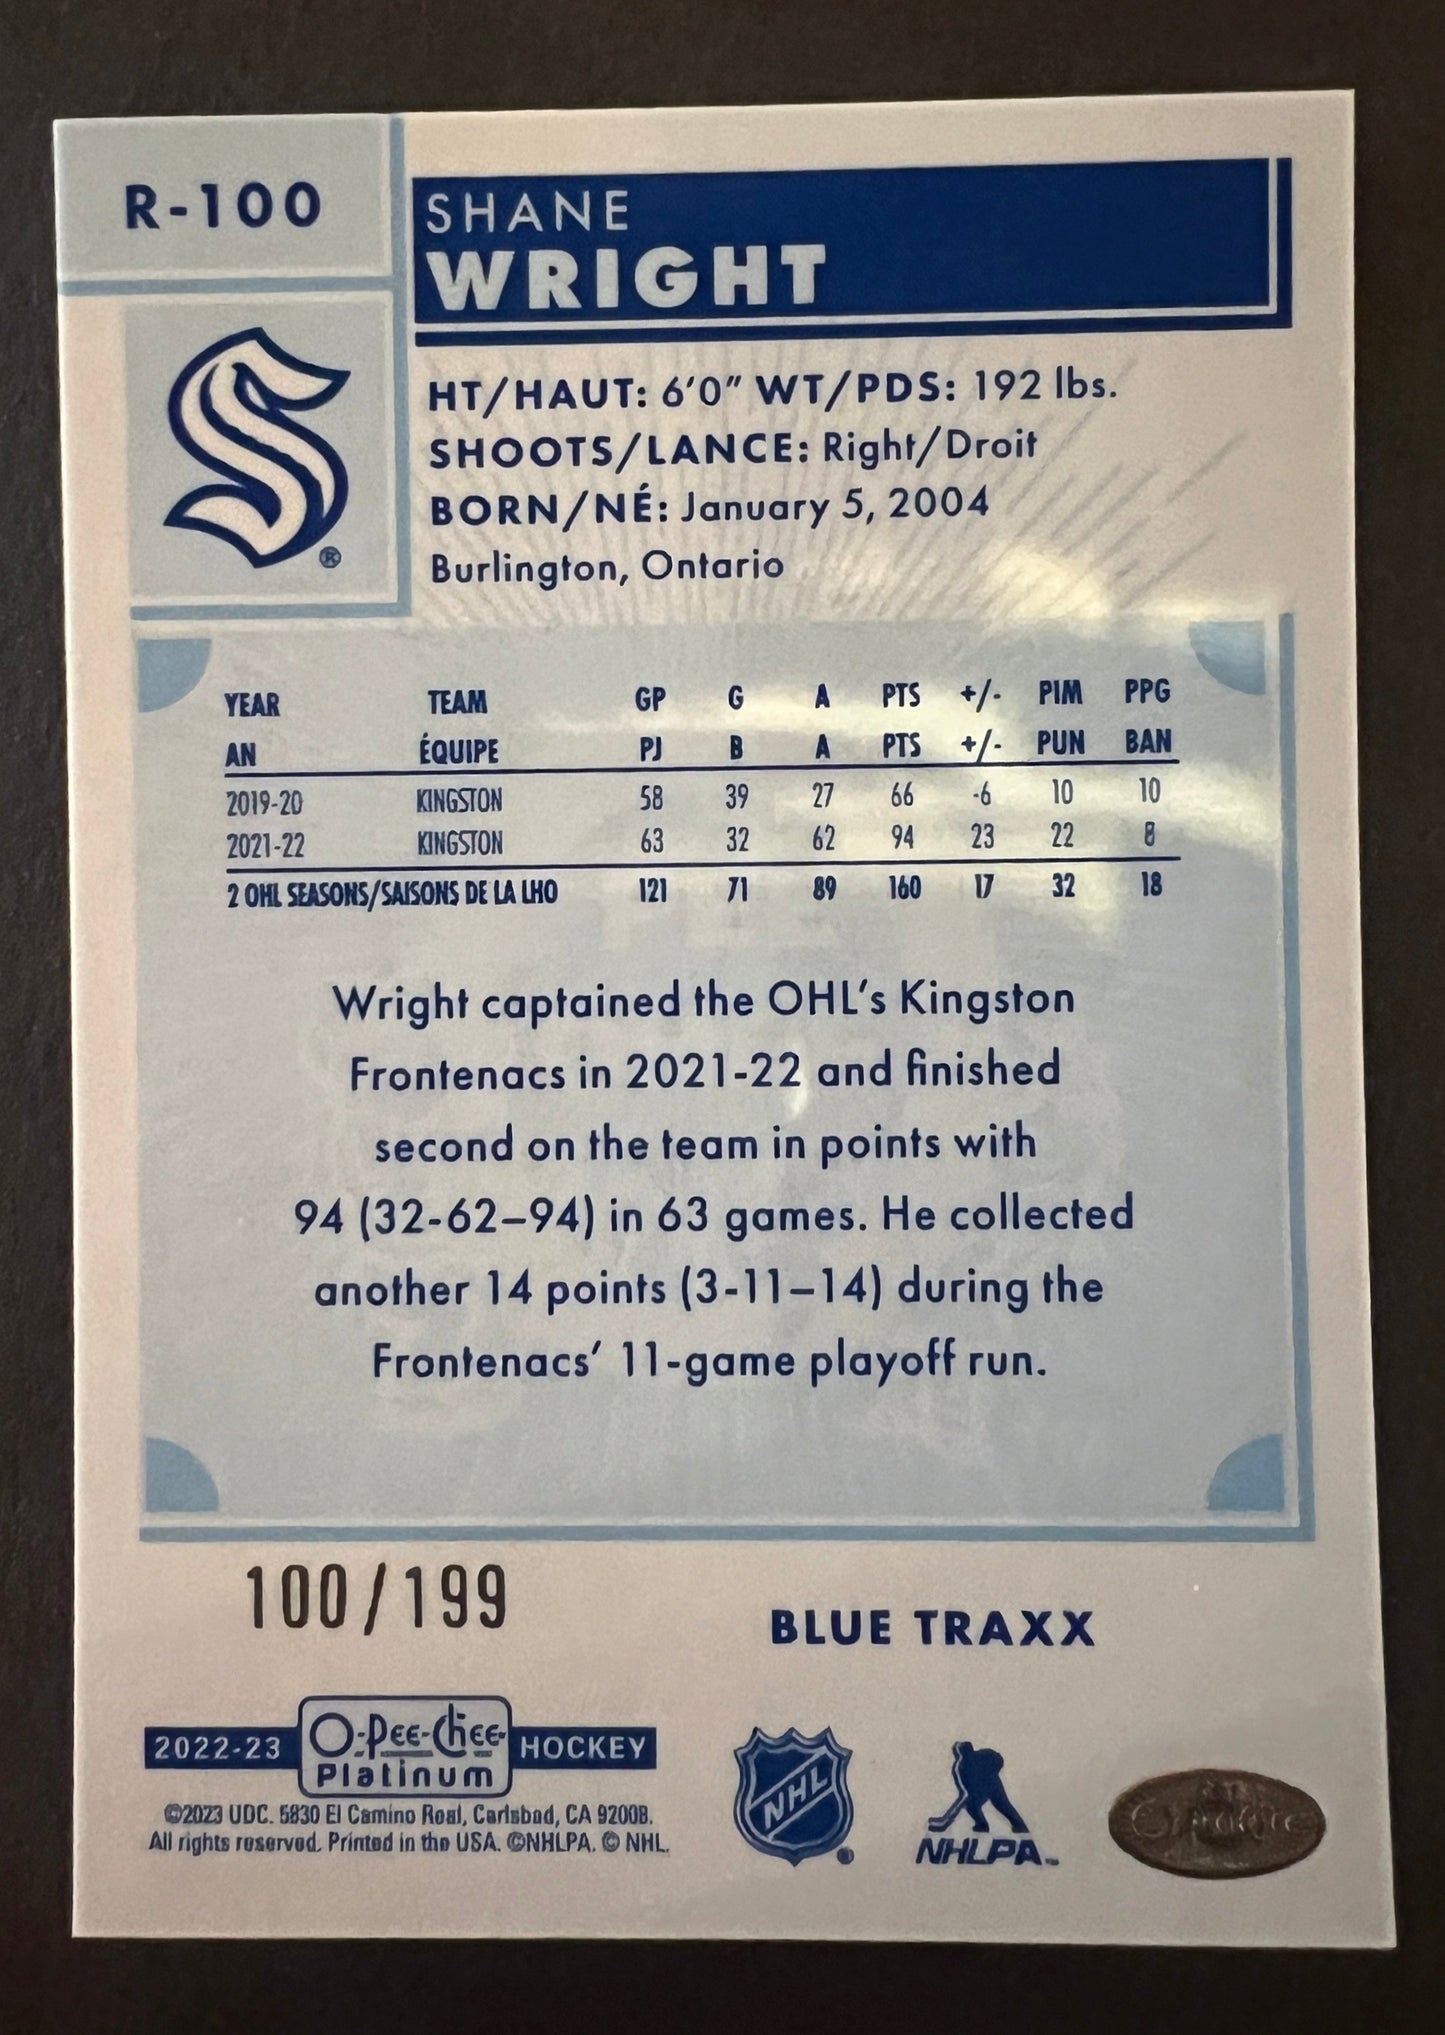 R-100
SHANE
WRIGHT
®
HT/HAUT: 6'0" WT/PDS: 192 lbs.
SHOOTS/LANCE: Right/Droit
BORN/NÉ: January 5, 2004
Burlington, Ontario
YEAR TEAM GP G A PTS +/- PIM PPG
AN ÉQUIPE PJ B A PTS +/- PUN BAN
2019-20 KINGSTON 58 39 27 66 -6 10 10
2021-22 KINGSTON 63 32 62 94 23 22 8
2 OHL SEASONS/SAISONS DE LA LHO 121 71 89 160 17 32 18
Wright captained the OHL's Kingston
Frontenacs in 2021-22 and finished
second on the team in points with
94 (32-62–94) in 63 games. He collected
another 14 points (3-11–14) during the
Frontenacs' 11-game playoff run.
100/199
BLUE TRAXX
2022-23 O-Pee-Chee HOCKEY
Platinum
©2023 UDC. 5830 El Camino Real, Carlsbad, CA 92008.
All rights reserved. Printed in the USA. ©NHLPA. © NHL.
NHL
NHLPA